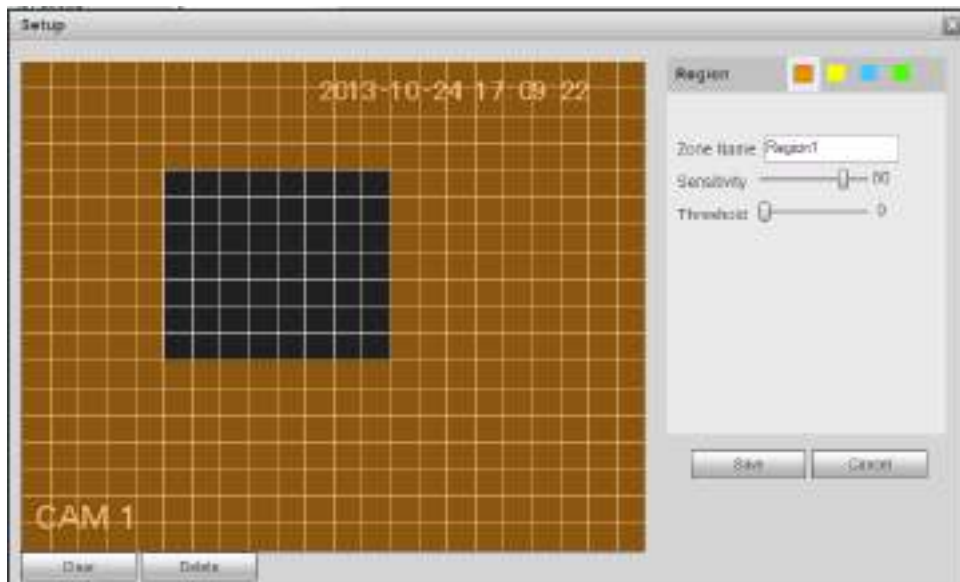 Setup
2013-10-24 17:09:22
Region
Zone Name Region1
Sensitivity 80
Threshold 0
Save Cancel
CAM 1
Clear Delete